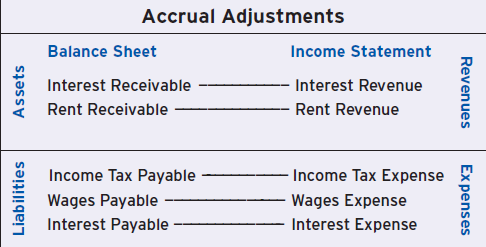 Accrual Adjustments
Balance Sheet Income Statement
Assets
Interest Receivable Interest Revenue
Rent Receivable Rent Revenue
Revenues
Liabilities
Income Tax Payable Income Tax Expense
Wages Payable Wages Expense
Interest Payable Interest Expense
Expenses